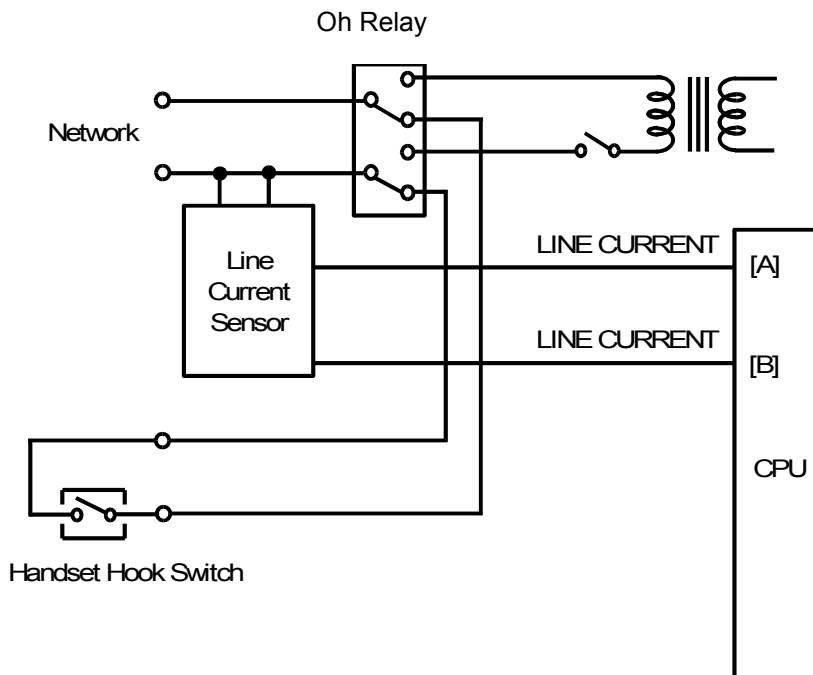 Oh Relay
Network
Line
Current
Sensor
LINE CURRENT
[A]
LINE CURRENT
[B]
CPU
Handset Hook Switch